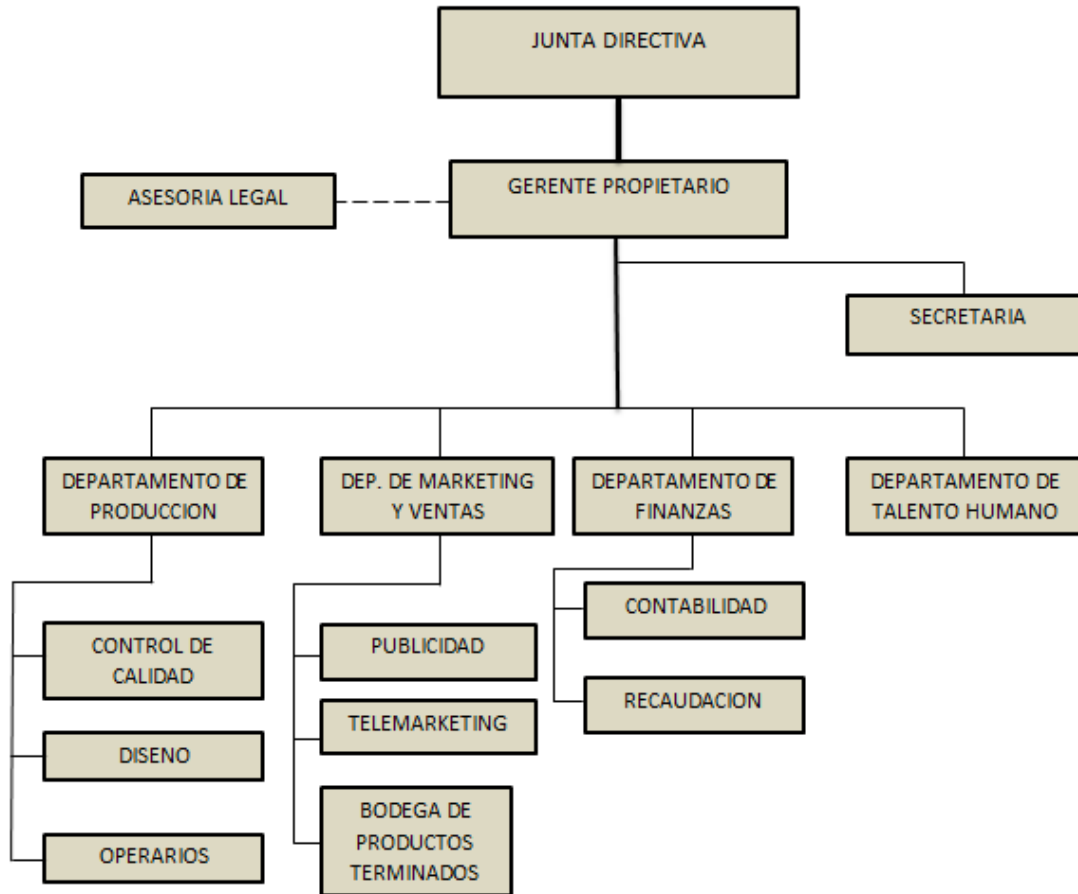 JUNTA DIRECTIVA
GERENTE PROPIETARIO
ASESORIA LEGAL
SECRETARIA
DEPARTAMENTO DE
PRODUCCION
DEP. DE MARKETING
Y VENTAS
DEPARTAMENTO DE
FINANZAS
DEPARTAMENTO DE
TALENTO HUMANO
CONTROL DE
CALIDAD
DISENO
OPERARIOS
PUBLICIDAD
TELEMARKETING
BODEGA DE
PRODUCTOS
TERMINADOS
CONTABILIDAD
RECAUDACION